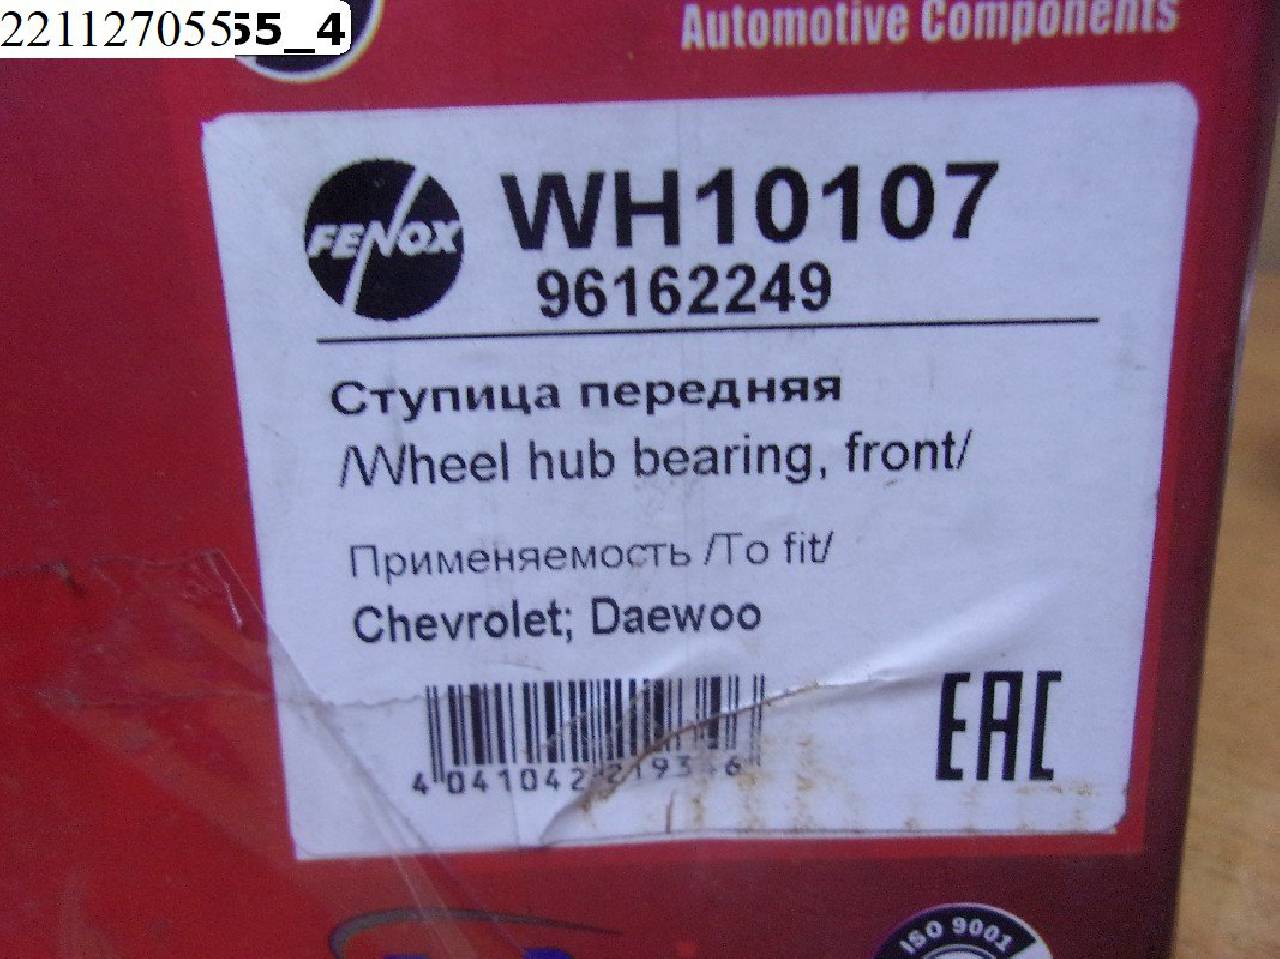 22112705555_4
Automotive Components
FENOX
WH10107
96162249
Ступица передняя
/Wheel hub bearing, front/
Применяемость /To fit/
Chevrolet; Daewoo
EAC
4 041042
ISO 9001